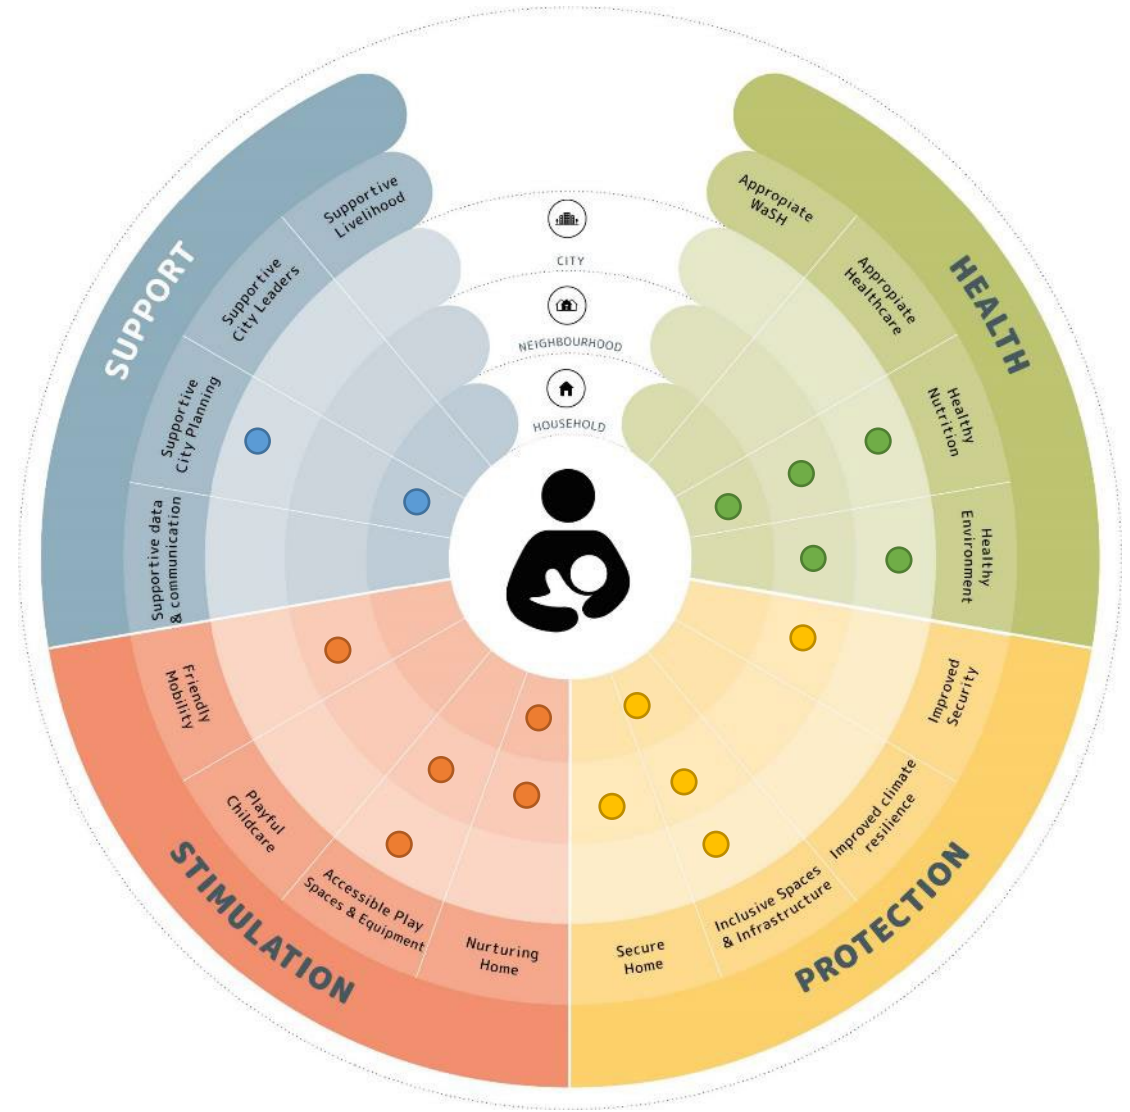 SUPPORT
Supportive
Livelihood
Supportive
City Leaders
Supportive
City Planning
Supportive data
& communication
CITY
NEIGHBOURHOOD
HOUSEHOLD
HEALTH
Appropiate
WaSH
Appropiate
Healthcare
Healthy
Nutrition
Healthy
Environment
STIMULATION
Friendly
Mobility
Playful
Childcare
Accessible Play
Spaces & Equipment
Nurturing
Home
PROTECTION
Improved
Security
Improved climate
resilience
Inclusive Spaces
& Infrastructure
Secure
Home